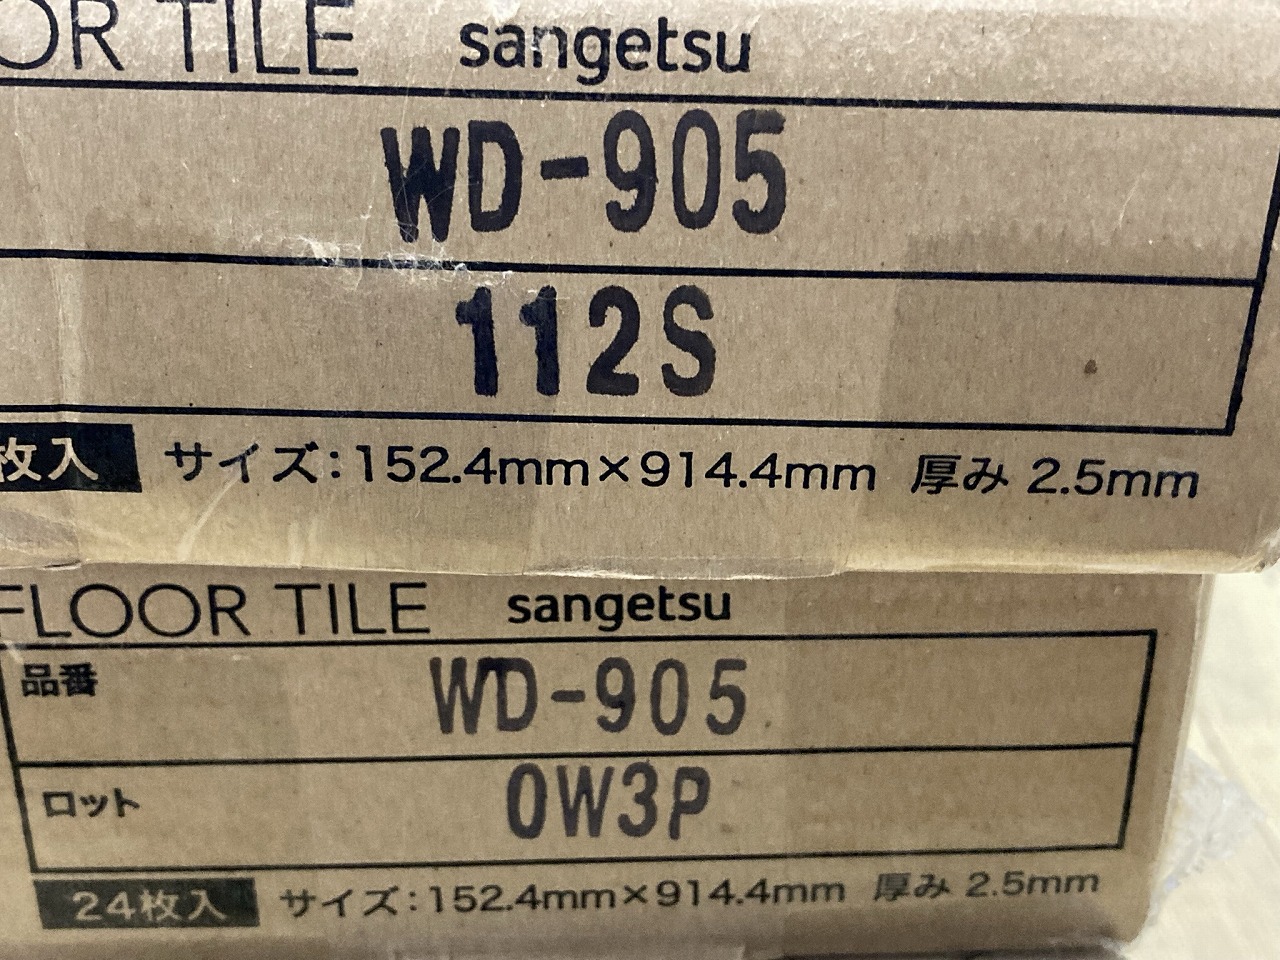 OR TILE sangetsu
WD-905
112S
枚入 サイズ:152.4mm×914.4mm 厚み 2.5mm
FLOOR TILE sangetsu
品番 WD-905
ロット 0W3P
24枚入 サイズ:152.4mm×914.4mm 厚み 2.5mm